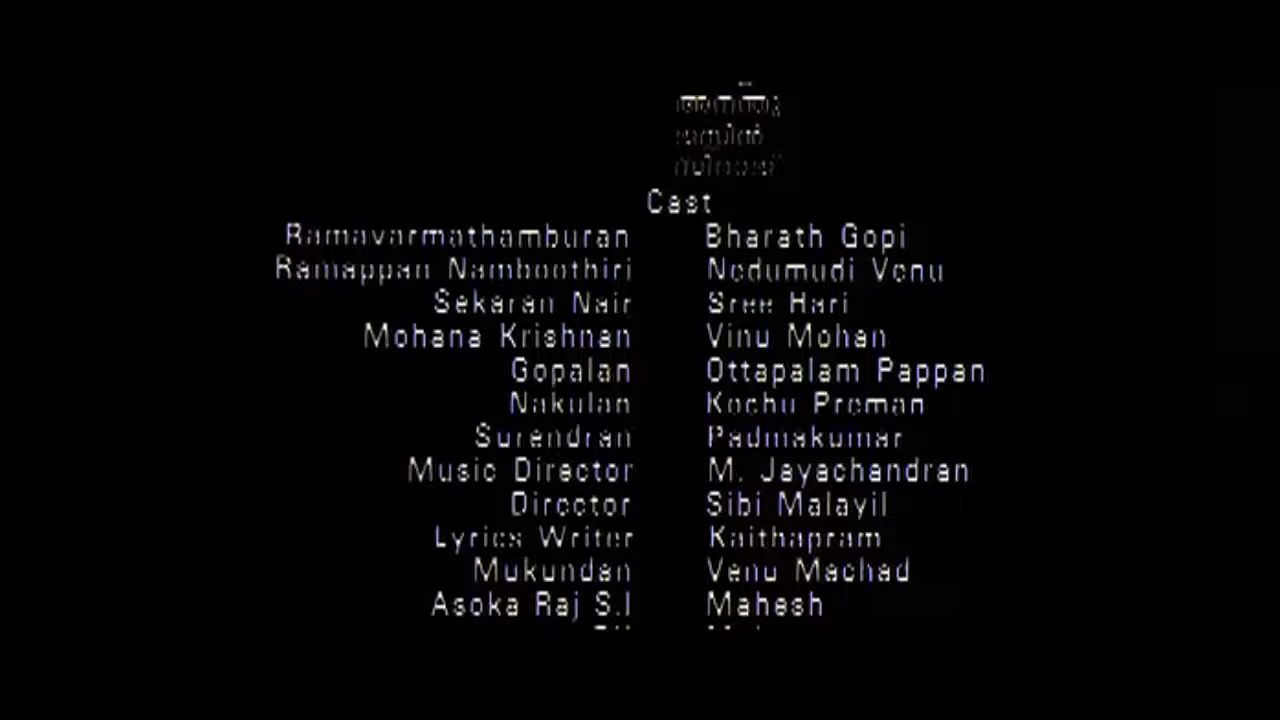 Cast
Ramavarmathamburan Bharath Gopi
Ramappan Namboothiri Nedumudi Venu
Sekaran Nair Sree Hari
Mohana Krishnan Vinu Mohan
Gopalan Ottapalam Pappan
Nakulan Kochu Preman
Surendran Padmakumar
Music Director M. Jayachandran
Director Sibi Malayil
Lyrics Writer Kaithapram
Mukundan Venu Machad
Asoka Raj S.I Mahesh